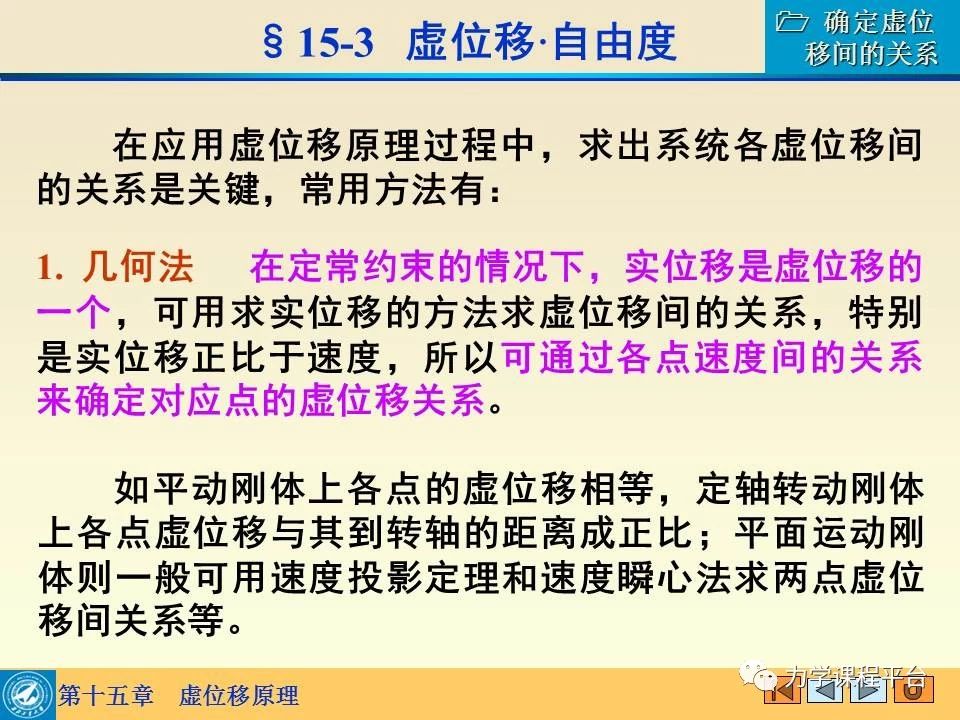 §15-3 虚位移·自由度
确定虚位
移间的关系
在应用虚位移原理过程中，求出系统各虚位移间
的关系是关键，常用方法有：
1. 几何法 在定常约束的情况下，实位移是虚位移的
一个，可用求实位移的方法求虚位移间的关系，特别
是实位移正比于速度，所以可通过各点速度间的关系
来确定对应点的虚位移关系。
如平动刚体上各点的虚位移相等，定轴转动刚体
上各点虚位移与其到转轴的距离成正比；平面运动刚
体则一般可用速度投影定理和速度瞬心法求两点虚位
移间关系等。
第十五章 虚位移原理
力学课程平台